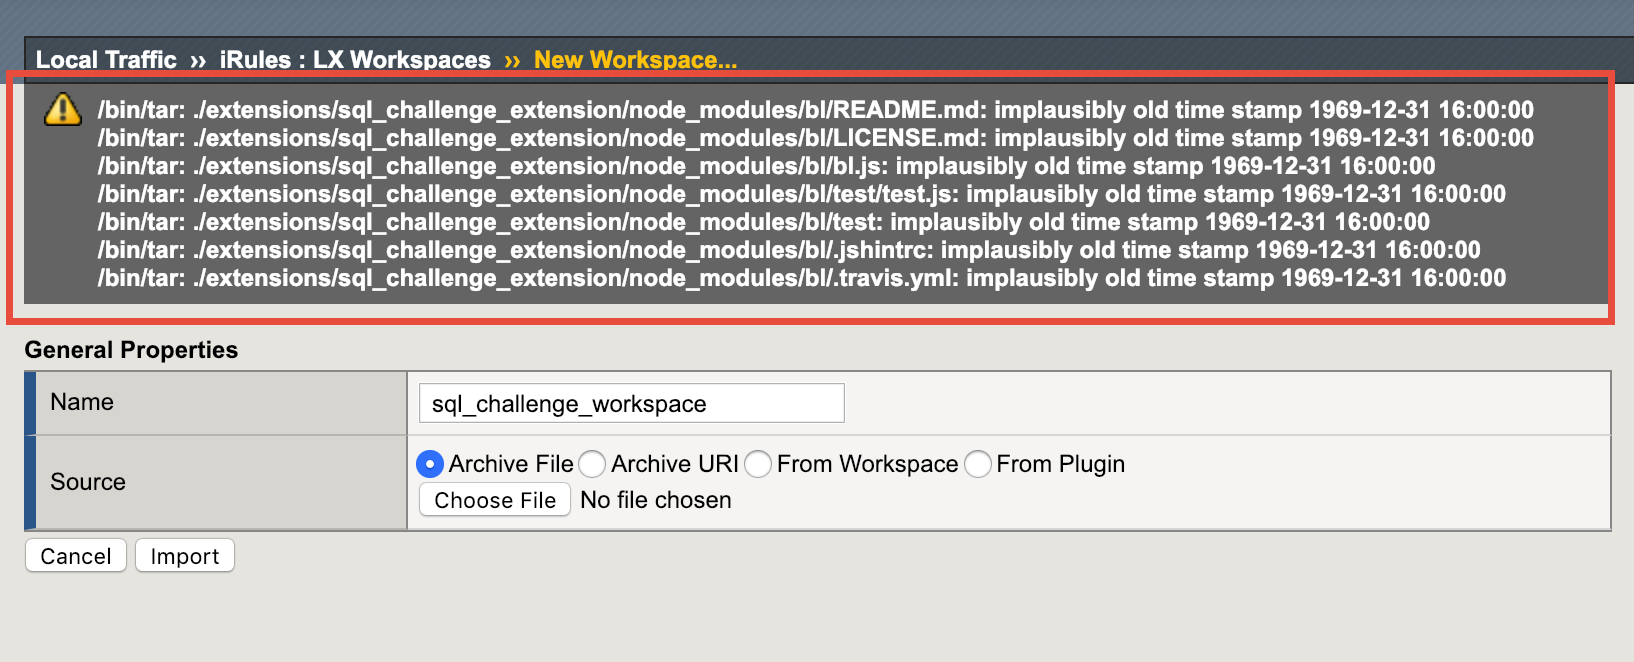 Local Traffic ›› iRules : LX Workspaces ›› New Workspace...
/bin/tar: ./extensions/sql_challenge_extension/node_modules/bl/README.md: implausibly old time stamp 1969-12-31 16:00:00
/bin/tar: ./extensions/sql_challenge_extension/node_modules/bl/LICENSE.md: implausibly old time stamp 1969-12-31 16:00:00
/bin/tar: ./extensions/sql_challenge_extension/node_modules/bl/bl.js: implausibly old time stamp 1969-12-31 16:00:00
/bin/tar: ./extensions/sql_challenge_extension/node_modules/bl/test/test.js: implausibly old time stamp 1969-12-31 16:00:00
/bin/tar: ./extensions/sql_challenge_extension/node_modules/bl/test: implausibly old time stamp 1969-12-31 16:00:00
/bin/tar: ./extensions/sql_challenge_extension/node_modules/bl/.jshintrc: implausibly old time stamp 1969-12-31 16:00:00
/bin/tar: ./extensions/sql_challenge_extension/node_modules/bl/.travis.yml: implausibly old time stamp 1969-12-31 16:00:00
General Properties
Name sql_challenge_workspace
Source Archive File Archive URI From Workspace From Plugin
Choose File No file chosen
Cancel Import